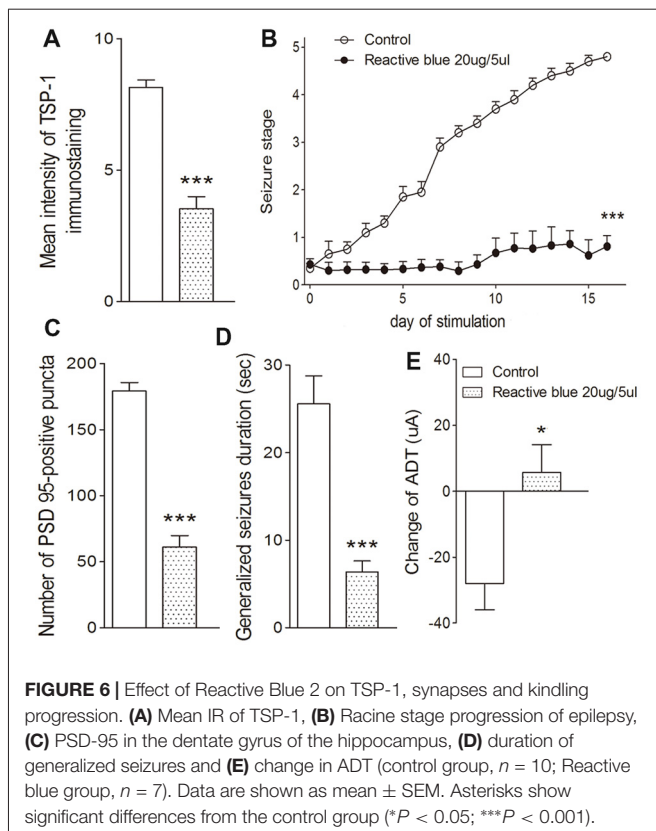 A
Mean intensity of TSP-1
immunostaining
10
5
0
***
B
Control
Reactive blue 20ug/5ul
Seizure stage
5
4
3
2
1
0
***
0 5 10 15
day of stimulation
C
Number of PSD 95-positive puncta
200
150
100
50
0
***
D
Generalized seizures duration (sec)
30
20
10
0
***
E
Control
Reactive blue 20ug/5ul
Change of ADT (uA)
40
20
0
-20
-40
*
FIGURE 6 | Effect of Reactive Blue 2 on TSP-1, synapses and kindling
progression. (A) Mean IR of TSP-1, (B) Racine stage progression of epilepsy,
(C) PSD-95 in the dentate gyrus of the hippocampus, (D) duration of
generalized seizures and (E) change in ADT (control group, n = 10; Reactive
blue group, n = 7). Data are shown as mean ± SEM. Asterisks show
significant differences from the control group (*P < 0.05; ***P < 0.001).